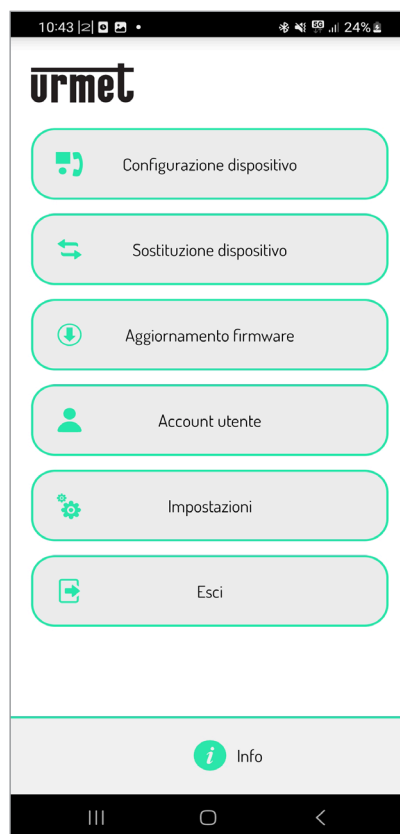 10:43
24%
urmet
Configurazione dispositivo
Sostituzione dispositivo
Aggiornamento firmware
Account utente
Impostazioni
Esci
i Info